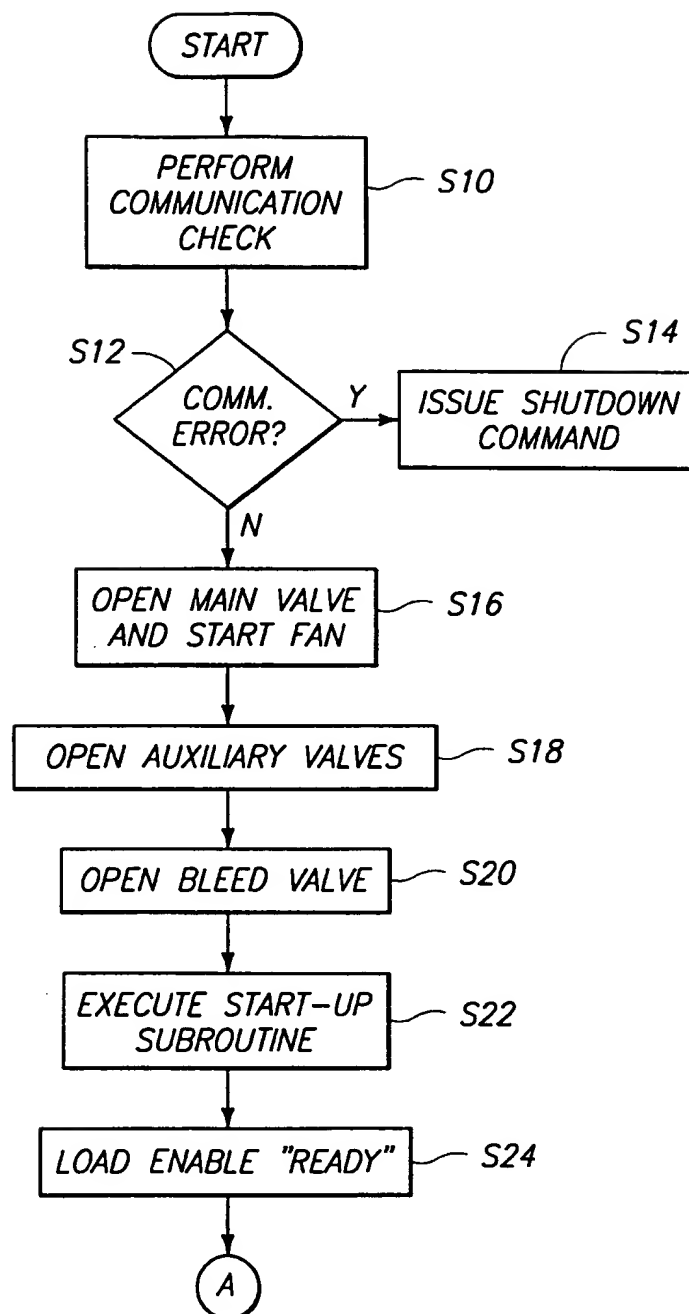 START
PERFORM
COMMUNICATION
CHECK
S10
S12
COMM.
ERROR?
Y
S14
ISSUE SHUTDOWN
COMMAND
N
OPEN MAIN VALVE
AND START FAN
S16
OPEN AUXILIARY VALVES
S18
OPEN BLEED VALVE
S20
EXECUTE START-UP
SUBROUTINE
S22
LOAD ENABLE "READY"
S24
A